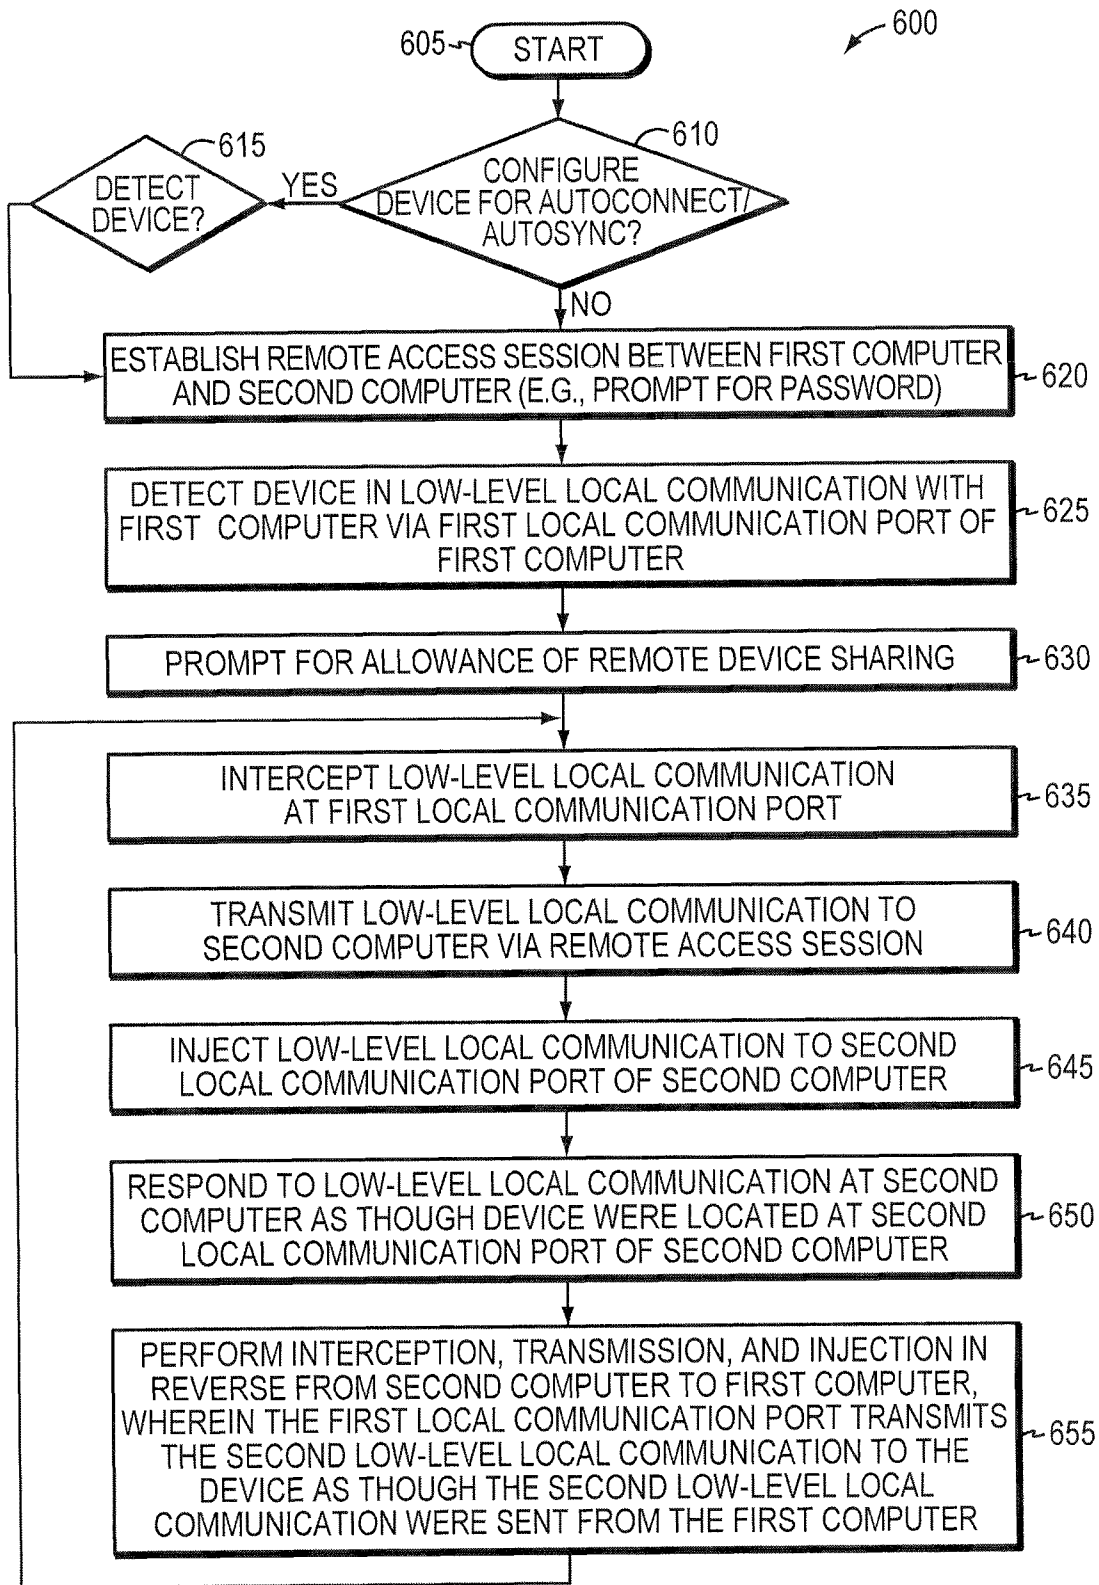 600
605
START
610
615
CONFIGURE
DEVICE FOR AUTOCONNECT/
AUTOSYNC?
YES
DETECT
DEVICE?
NO
ESTABLISH REMOTE ACCESS SESSION BETWEEN FIRST COMPUTER
AND SECOND COMPUTER (E.G., PROMPT FOR PASSWORD)
620
DETECT DEVICE IN LOW-LEVEL LOCAL COMMUNICATION WITH
FIRST COMPUTER VIA FIRST LOCAL COMMUNICATION PORT OF
FIRST COMPUTER
625
PROMPT FOR ALLOWANCE OF REMOTE DEVICE SHARING
630
INTERCEPT LOW-LEVEL LOCAL COMMUNICATION
AT FIRST LOCAL COMMUNICATION PORT
635
TRANSMIT LOW-LEVEL LOCAL COMMUNICATION TO
SECOND COMPUTER VIA REMOTE ACCESS SESSION
640
INJECT LOW-LEVEL LOCAL COMMUNICATION TO SECOND
LOCAL COMMUNICATION PORT OF SECOND COMPUTER
645
RESPOND TO LOW-LEVEL LOCAL COMMUNICATION AT SECOND
COMPUTER AS THOUGH DEVICE WERE LOCATED AT SECOND
LOCAL COMMUNICATION PORT OF SECOND COMPUTER
650
PERFORM INTERCEPTION, TRANSMISSION, AND INJECTION IN
REVERSE FROM SECOND COMPUTER TO FIRST COMPUTER,
WHEREIN THE FIRST LOCAL COMMUNICATION PORT TRANSMITS
THE SECOND LOW-LEVEL LOCAL COMMUNICATION TO THE
DEVICE AS THOUGH THE SECOND LOW-LEVEL LOCAL
COMMUNICATION WERE SENT FROM THE FIRST COMPUTER
655